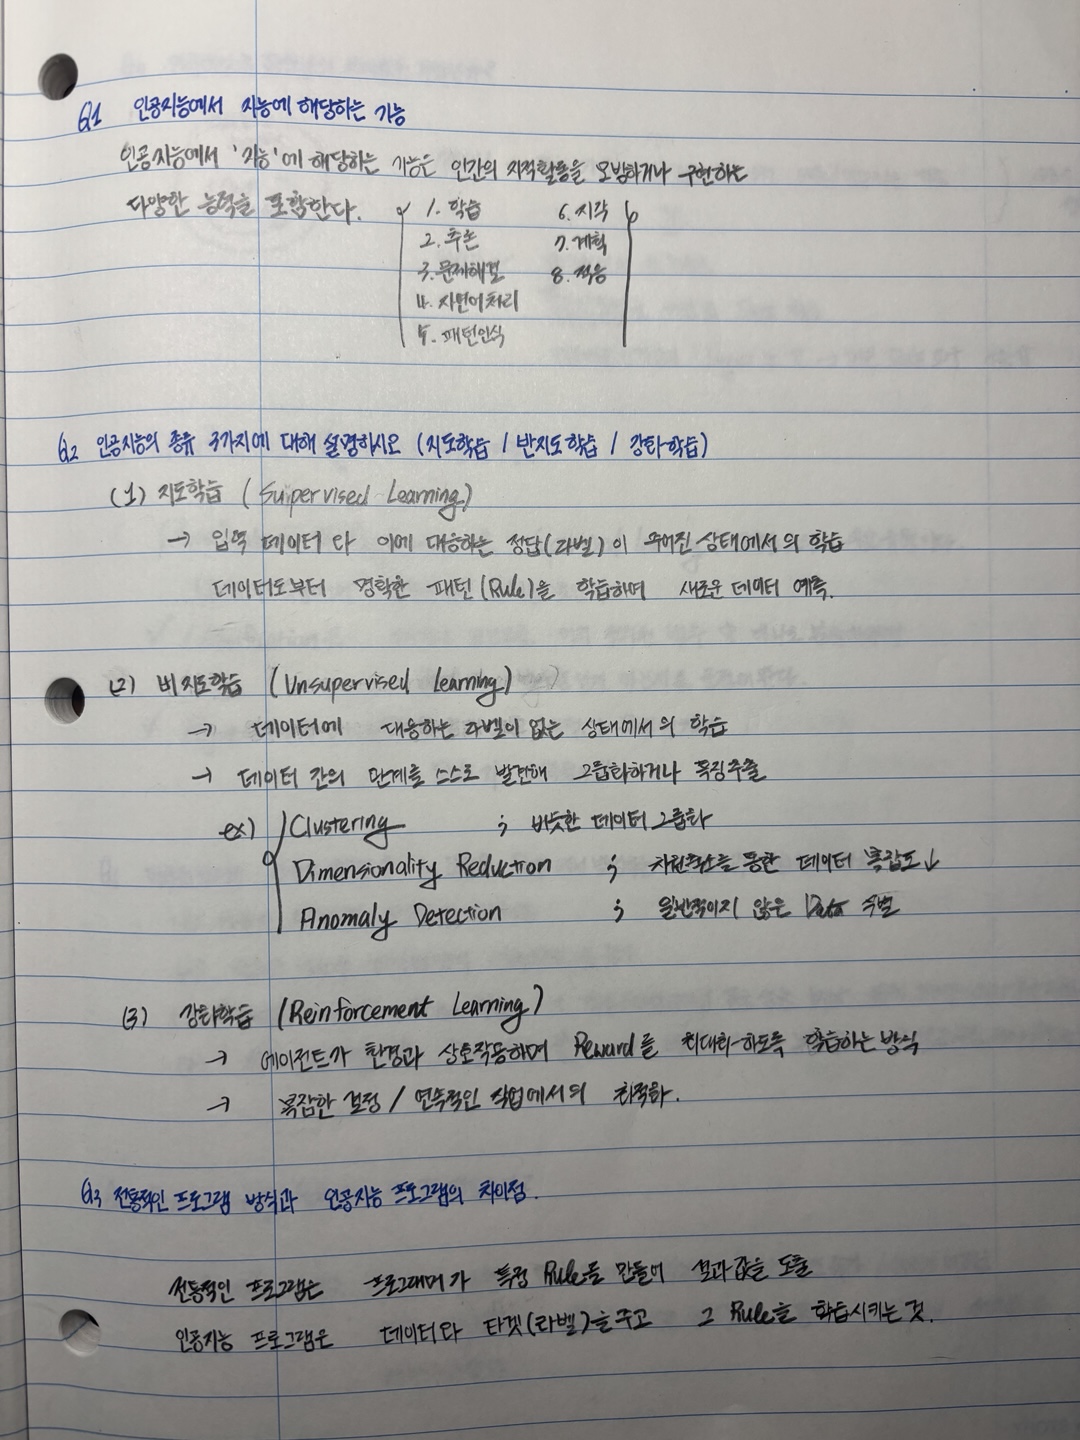 Q1 인공지능에서 지능에 해당하는 기능
인공지능에서 '지능'에 해당하는 기능은 인간의 지적활동을 모방하거나 구현하는
다양한 능력을 포함한다.
1. 학습 6. 시각
2. 추론 7. 계획
3. 문제해결 8. 적응
4. 자연어처리
5. 패턴인식
Q2 인공지능의 종류 3가지에 대해 설명하시오 (지도학습 / 반지도학습 / 강화학습)
(1) 지도학습 (Supervised Learning)
→ 입력 데이터와 이에 대응하는 정답(라벨)이 주어진 상태에서의 학습
데이터로부터 명확한 패턴(Rule)을 학습하며 새로운 데이터 예측.
(2) 비지도학습 (Unsupervised Learning)
→ 데이터에 대응하는 라벨이 없는 상태에서의 학습
→ 데이터 간의 관계를 스스로 발견해 그룹화하거나 특징추출
ex) Clustering ; 비슷한 데이터 그룹화
Dimensionality Reduction ; 차원축소를 통한 데이터 복잡도↓
Anomaly Detection ; 일반적이지 않은 Data 식별
(3) 강화학습 (Reinforcement Learning)
→ 에이전트가 환경과 상호작용하며 Reward를 최대화하도록 학습하는 방식
→ 복잡한 결정 / 연속적인 작업에서의 최적화.
Q3 전통적인 프로그램 방식과 인공지능 프로그램의 차이점.
전통적인 프로그램은 프로그래머가 특정 Rule을 만들어 결과값을 도출
인공지능 프로그램은 데이터와 타겟(라벨)을 주고 그 Rule을 학습시키는 것.